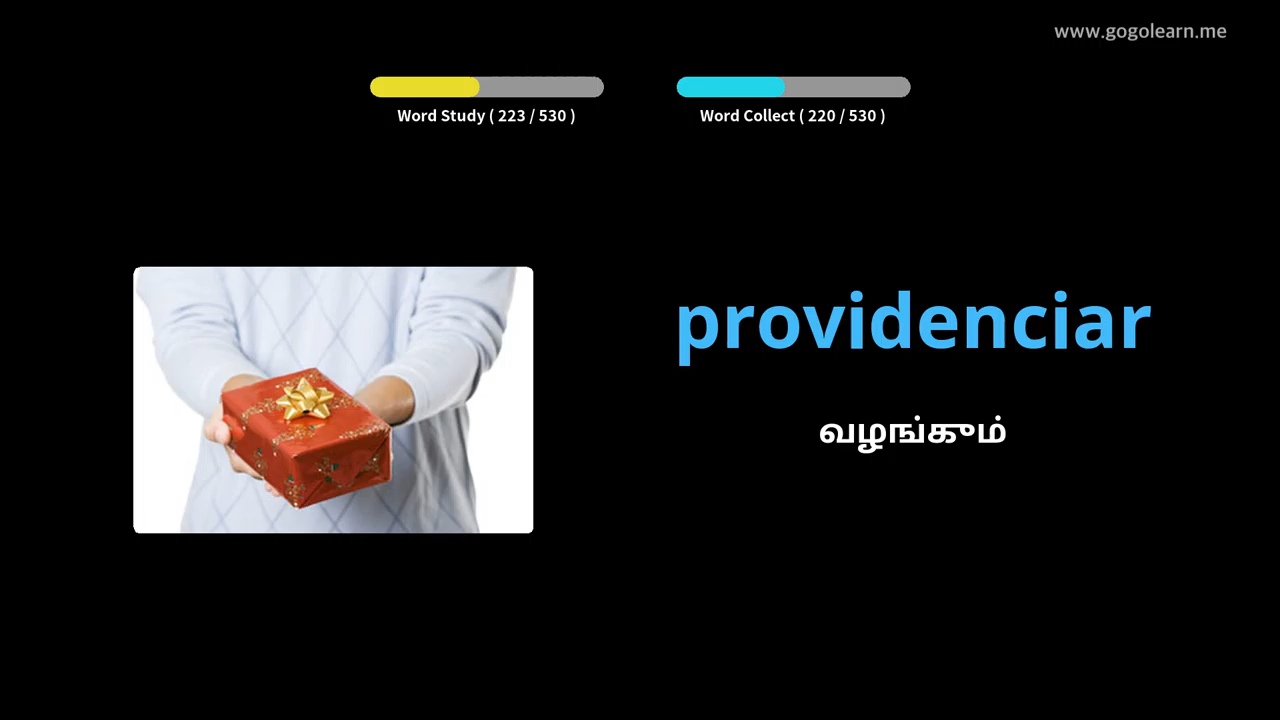 www.gogolearn.me
Word Study ( 223 / 530 )
Word Collect ( 220 / 530 )
providenciar
வழங்கும்